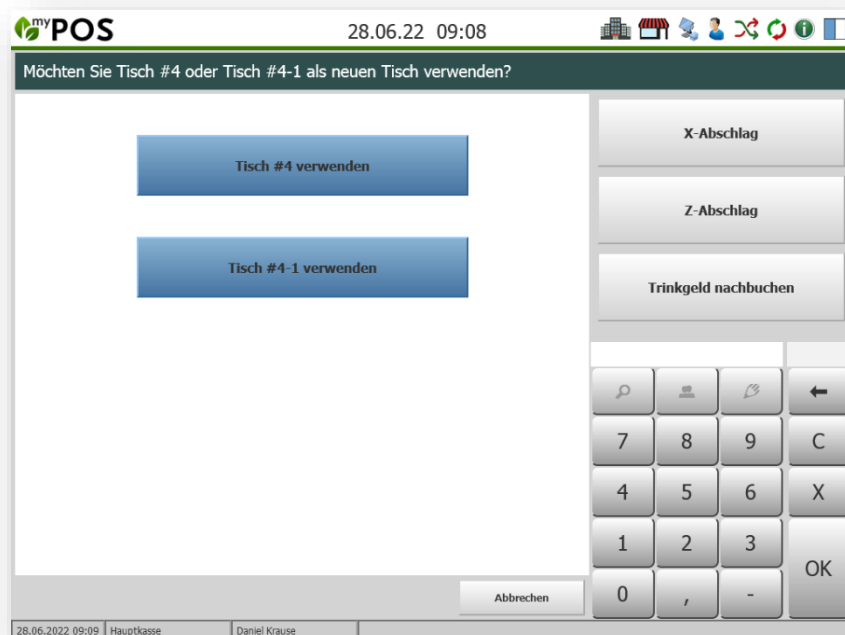 myPOS
28.06.22 09:08
Möchten Sie Tisch #4 oder Tisch #4-1 als neuen Tisch verwenden?
Tisch #4 verwenden
Tisch #4-1 verwenden
X-Abschlag
Z-Abschlag
Trinkgeld nachbuchen
7 8 9 C
4 5 6 X
1 2 3
OK
0 , -
Abbrechen
28.06.2022 09:09 Hauptkasse Daniel Krause